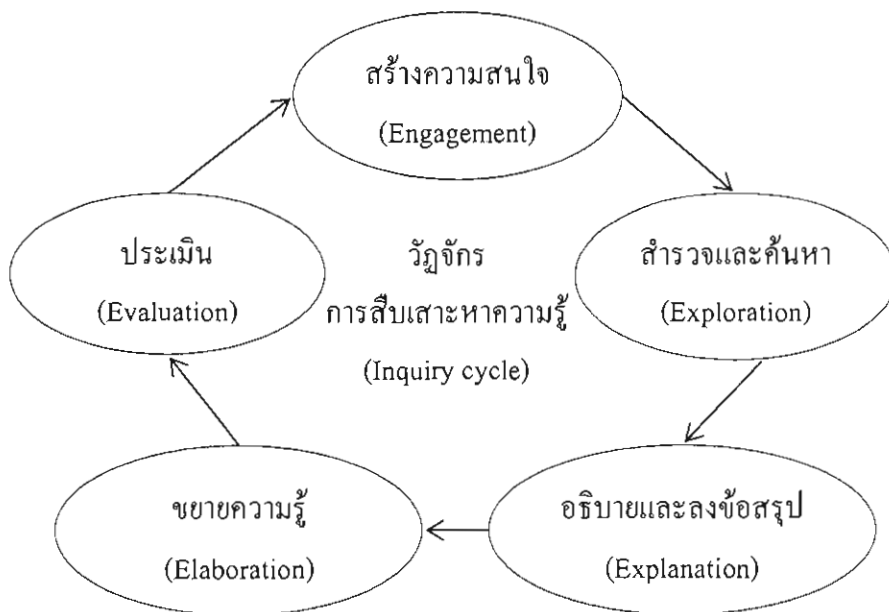 สร้างความสนใจ
(Engagement)
ประเมิน
(Evaluation)
วัฏจักร
การสืบเสาะหาความรู้
(Inquiry cycle)
สำรวจและค้นหา
(Exploration)
ขยายความรู้
(Elaboration)
อธิบายและลงข้อสรุป
(Explanation)